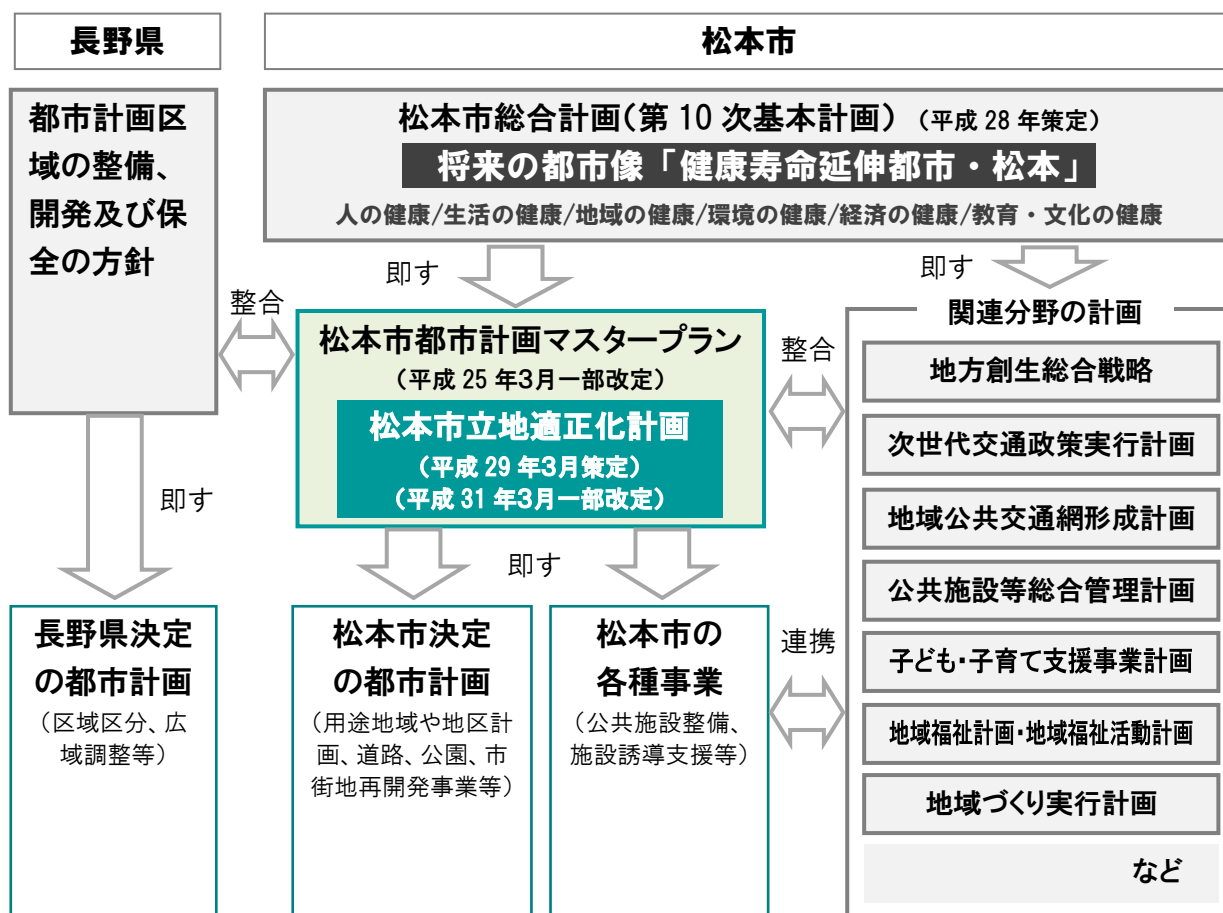 長野県
松本市
都市計画区
域の整備、
開発及び保
全の方針
松本市総合計画(第 10 次基本計画) (平成 28 年策定)
将来の都市像「健康寿命延伸都市・松本」
人の健康/生活の健康/地域の健康/環境の健康/経済の健康/教育・文化の健康
即す
即す
整合
松本市都市計画マスタープラン
(平成 25 年3月一部改定)
松本市立地適正化計画
(平成 29 年3月策定)
(平成 31 年3月一部改定)
整合
関連分野の計画
地方創生総合戦略
次世代交通政策実行計画
地域公共交通網形成計画
公共施設等総合管理計画
子ども・子育て支援事業計画
地域福祉計画・地域福祉活動計画
地域づくり実行計画
など
即す
即す
長野県決定
の都市計画
(区域区分、広
域調整等)
松本市決定
の都市計画
(用途地域や地区計
画、道路、公園、市
街地再開発事業等)
松本市の
各種事業
(公共施設整備、
施設誘導支援等)
連携